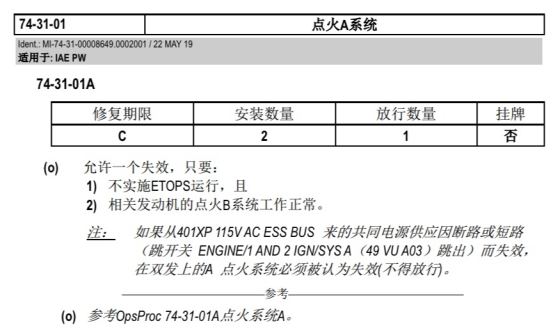 74-31-01 点火A系统
Ident.: MI-74-31-00008649.0002001 / 22 MAY 19
适用于: IAE PW
74-31-01A
修复期限 安装数量 放行数量 挂牌
C 2 1 否
(o) 允许一个失效，只要:
1) 不实施ETOPS运行，且
2) 相关发动机的点火B系统工作正常。
注: 如果从401XP 115V AC ESS BUS 来的共同电源供应因断路或短路
（跳开关 ENGINE/1 AND 2 IGN/SYS A（49 VU A03）跳出）而失效，
在双发上的A 点火系统必须被认为失效(不得放行)。
参考
(o) 参考OpsProc 74-31-01A点火系统A。